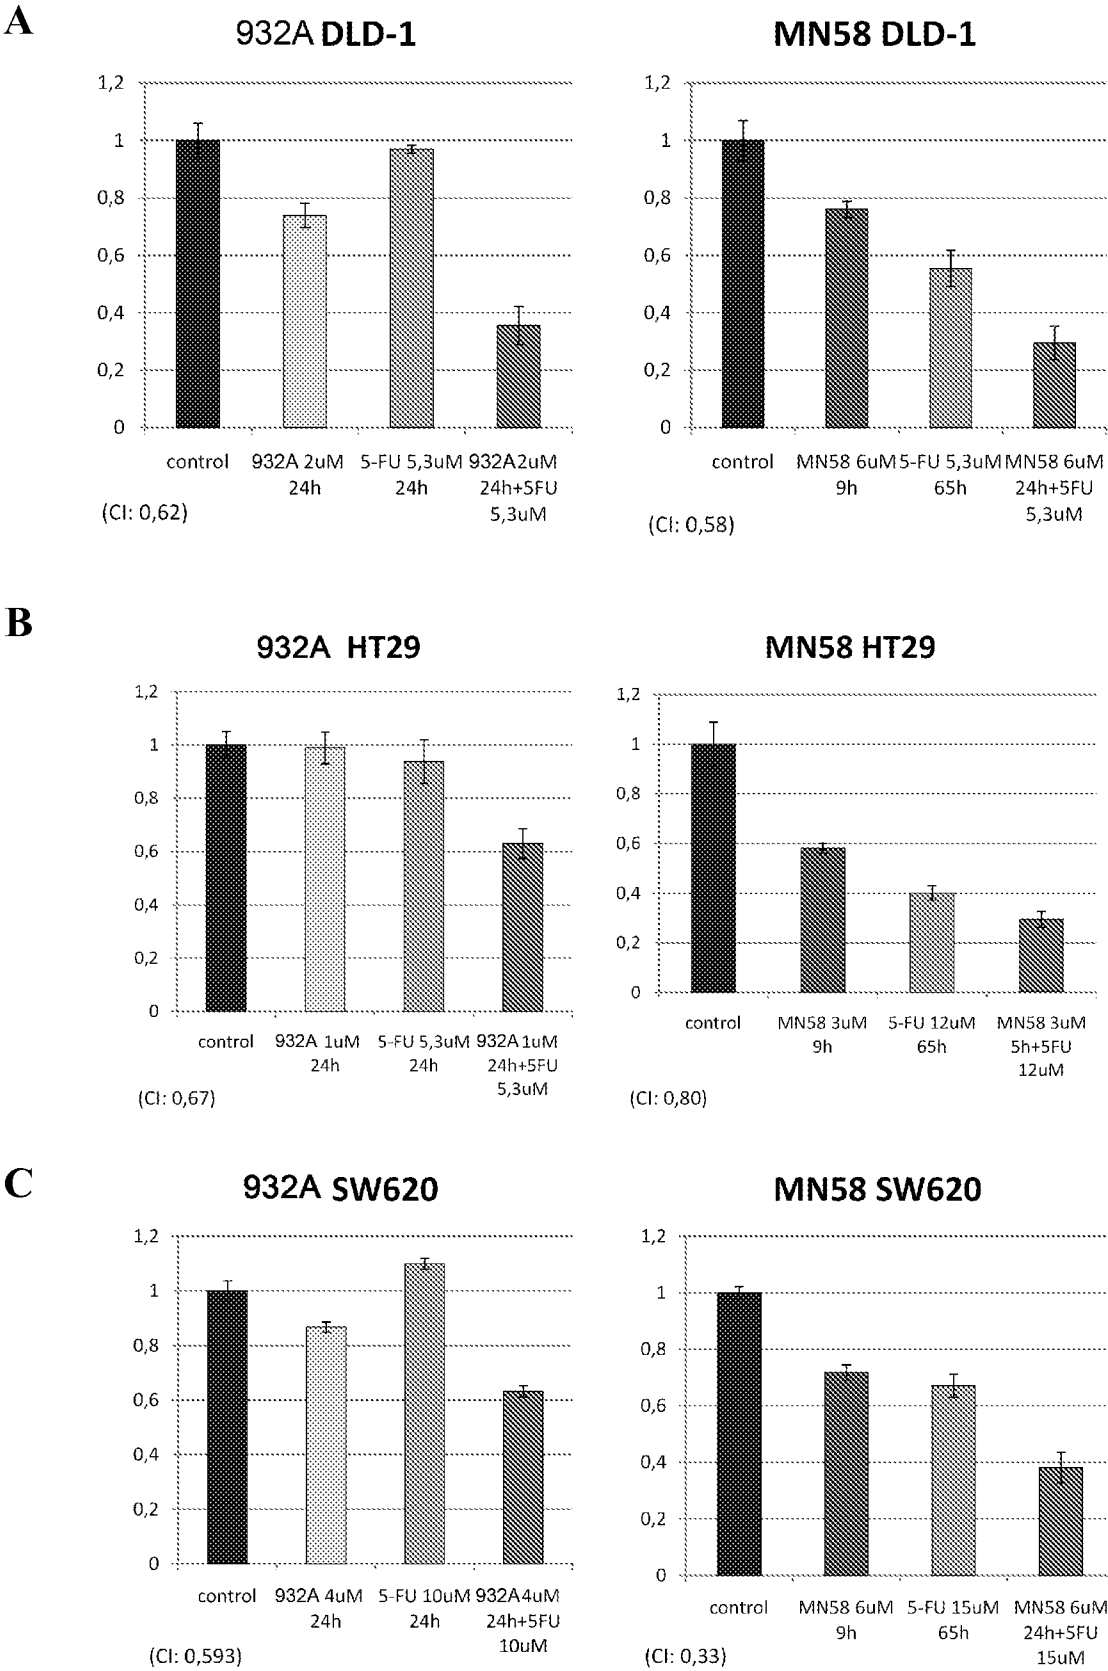 A
932A DLD-1
1,2
1
0,8
0,6
0,4
0,2
0
control
932A 2uM
24h
5-FU 5,3uM
24h
932A2uM
24h+5FU
5,3uM
(CI: 0,62)
MN58 DLD-1
1,2
1
0,8
0,6
0,4
0,2
0
control
MN58 6uM
9h
5-FU 5,3uM
65h
MN58 6uM
24h+5FU
5,3uM
(CI: 0,58)
B
932A HT29
1,2
1
0,8
0,6
0,4
0,2
0
control
932A 1uM
24h
5-FU 5,3uM
24h
932A 1uM
24h+5FU
5,3uM
(CI: 0,67)
MN58 HT29
1,2
1
0,8
0,6
0,4
0,2
0
control
MN58 3uM
9h
5-FU 12uM
65h
MN58 3uM
5h+5FU
12uM
(CI: 0,80)
C
932A SW620
1,2
1
0,8
0,6
0,4
0,2
0
control
932A 4uM
24h
5-FU 10uM
24h
932A4uM
24h+5FU
10uM
(CI: 0,593)
MN58 SW620
1,2
1
0,8
0,6
0,4
0,2
0
control
MN58 6uM
9h
5-FU 15uM
65h
MN58 6uM
24h+5FU
15uM
(CI: 0,33)